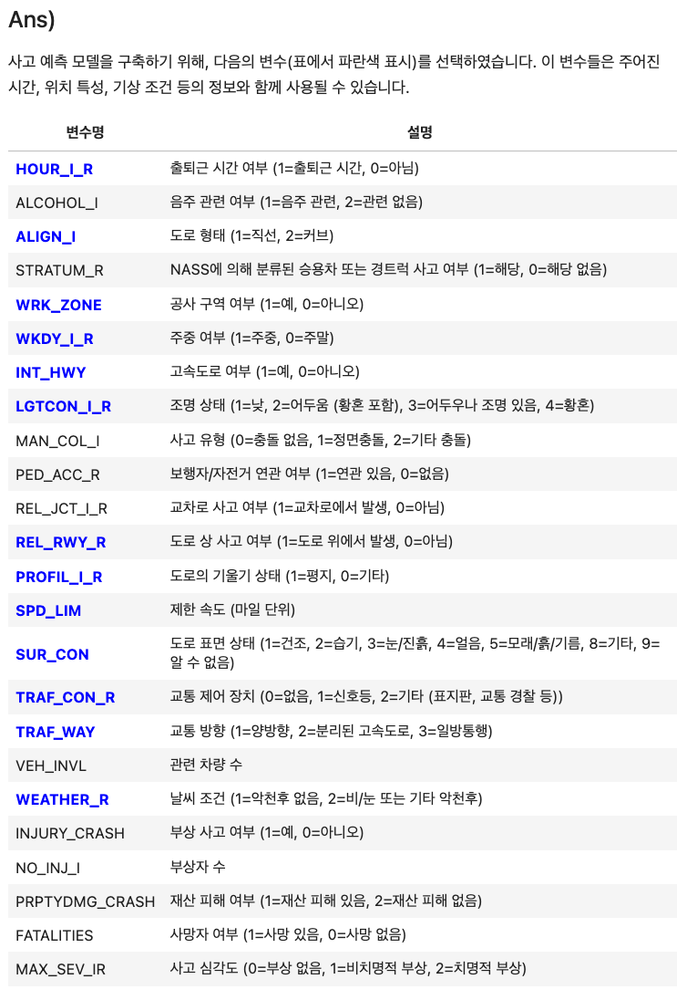 Ans)
사고 예측 모델을 구축하기 위해, 다음의 변수(표에서 파란색 표시)를 선택하였습니다. 이 변수들은 주어진
시간, 위치 특성, 기상 조건 등의 정보와 함께 사용될 수 있습니다.
변수명 설명
HOUR_I_R 출퇴근 시간 여부 (1=출퇴근 시간, 0=아님)
ALCOHOL_I 음주 관련 여부 (1=음주 관련, 2=관련 없음)
ALIGN_I 도로 형태 (1=직선, 2=커브)
STRATUM_R NASS에 의해 분류된 승용차 또는 경트럭 사고 여부 (1=해당, 0=해당 없음)
WRK_ZONE 공사 구역 여부 (1=예, 0=아니오)
WKDY_I_R 주중 여부 (1=주중, 0=주말)
INT_HWY 고속도로 여부 (1=예, 0=아니오)
LGTCON_I_R 조명 상태 (1=낮, 2=어두움 (황혼 포함), 3=어두우나 조명 있음, 4=황혼)
MAN_COL_I 사고 유형 (0=충돌 없음, 1=정면충돌, 2=기타 충돌)
PED_ACC_R 보행자/자전거 연관 여부 (1=연관 있음, 0=없음)
REL_JCT_I_R 교차로 사고 여부 (1=교차로에서 발생, 0=아님)
REL_RWY_R 도로 상 사고 여부 (1=도로 위에서 발생, 0=아님)
PROFIL_I_R 도로의 기울기 상태 (1=평지, 0=기타)
SPD_LIM 제한 속도 (마일 단위)
SUR_CON 도로 표면 상태 (1=건조, 2=습기, 3=눈/진흙, 4=얼음, 5=모래/흙/기름, 8=기타, 9=
알 수 없음)
TRAF_CON_R 교통 제어 장치 (0=없음, 1=신호등, 2=기타 (표지판, 교통 경찰 등))
TRAF_WAY 교통 방향 (1=양방향, 2=분리된 고속도로, 3=일방통행)
VEH_INVL 관련 차량 수
WEATHER_R 날씨 조건 (1=악천후 없음, 2=비/눈 또는 기타 악천후)
INJURY_CRASH 부상 사고 여부 (1=예, 0=아니오)
NO_INJ_I 부상자 수
PRPTYDMG_CRASH 재산 피해 여부 (1=재산 피해 있음, 2=재산 피해 없음)
FATALITIES 사망자 여부 (1=사망 있음, 0=사망 없음)
MAX_SEV_IR 사고 심각도 (0=부상 없음, 1=비치명적 부상, 2=치명적 부상)